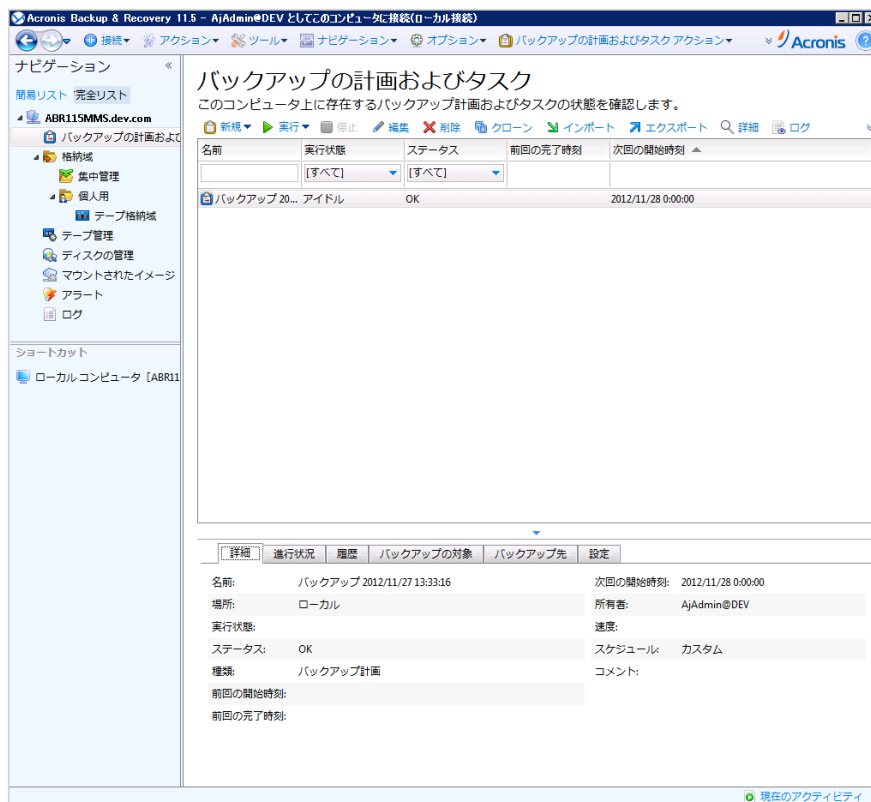 Acronis Backup & Recovery 11.5 - AjAdmin@DEV としてこのコンピュータに接続(ローカル接続)
接続 アクション ツール ナビゲーション オプション バックアップの計画およびタスク アクション Acronis
ナビゲーション
簡易リスト 完全リスト
ABR115MMS.dev.com
バックアップの計画およびた
格納域
集中管理
個人用
テープ格納域
テープ管理
ディスクの管理
マウントされたイメージ
アラート
ログ
ショートカット
ローカル コンピュータ [ABR11
バックアップの計画およびタスク
このコンピュータ上に存在するバックアップ計画およびタスクの状態を確認します。
新規 実行 停止 編集 削除 クローン インポート エクスポート 詳細 ログ
名前 実行状態 ステータス 前回の完了時刻 次回の開始時刻
[すべて] [すべて]
バックアップ 20... アイドル OK 2012/11/28 0:00:00
詳細 進行状況 履歴 バックアップの対象 バックアップ先 設定
名前: バックアップ 2012/11/27 13:33:16 次回の開始時刻: 2012/11/28 0:00:00
場所: ローカル 所有者: AjAdmin@DEV
実行状態: 速度:
ステータス: OK スケジュール: カスタム
種類: バックアップ計画 コメント:
前回の開始時刻:
前回の完了時刻:
現在のアクティビティ